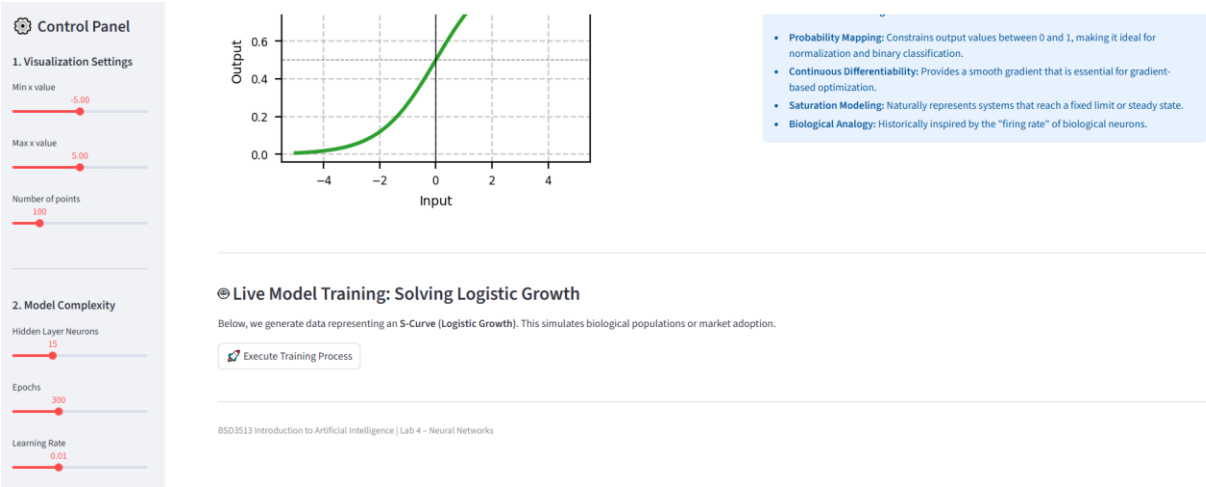 Control Panel
1. Visualization Settings
Min x value
-5.00
Max x value
5.00
Number of points
100
2. Model Complexity
Hidden Layer Neurons
15
Epochs
300
Learning Rate
0.01
Output
0.6
0.4
0.2
0.0
−4 −2 0 2 4
Input
Probability Mapping: Constrains output values between 0 and 1, making it ideal for
normalization and binary classification.
Continuous Differentiability: Provides a smooth gradient that is essential for gradient-
based optimization.
Saturation Modeling: Naturally represents systems that reach a fixed limit or steady state.
Biological Analogy: Historically inspired by the "firing rate" of biological neurons.
Live Model Training: Solving Logistic Growth
Below, we generate data representing an S-Curve (Logistic Growth). This simulates biological populations or market adoption.
Execute Training Process
BSD3513 Introduction to Artificial Intelligence | Lab 4 – Neural Networks